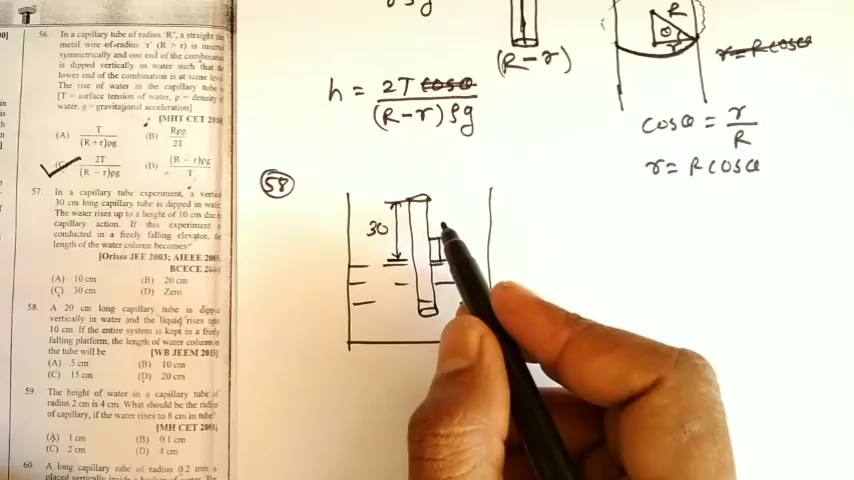 56. In a capillary tube of radius 'R', a straight thin
metal wire of radius 'r' (R > r) is inserted
symmetrically and one end of the combination
is dipped vertically in water such that the
lower end of the combination is at same level
The rise of water in the capillary tube is
[T = surface tension of water, ρ = density of
water, g = gravitational acceleration]
[MHT CET 2018]
(A) T / (R + r)ρg (B) Rρg / 2T
(C) 2T / (R − r)ρg (D) (R − r)ρg / T
57. In a capillary tube experiment, a vertical
30 cm long capillary tube is dipped in water.
The water rises up to a height of 10 cm due to
capillary action. If this experiment is
conducted in a freely falling elevator, the
length of the water column becomes
[Orissa JEE 2003; AIEEE 2005;
BCECE
(A) 10 cm (B) 20 cm
(C) 30 cm (D) Zero
58. A 20 cm long capillary tube is dipped
vertically in water and the liquid rises upto
10 cm. If the entire system is kept in a freely
falling platform, the length of water column in
the tube will be [WB JEEM 2015]
(A) 5 cm (B) 10 cm
(C) 15 cm (D) 20 cm
59. The height of water in a capillary tube of
radius 2 cm is 4 cm. What should be the radius
of capillary, if the water rises to 8 cm in tube?
[MH CET
(A) 1 cm (B) 0.1 cm
(C) 2 cm (D) 4 cm
60. A long capillary tube of radius 0.2 mm is
placed vertically inside a
(R-r)
h = 2T cosθ / (R-r) ρg
R
θ
r
r = R cosθ
cosθ = r / R
r = R cosθ
58
30